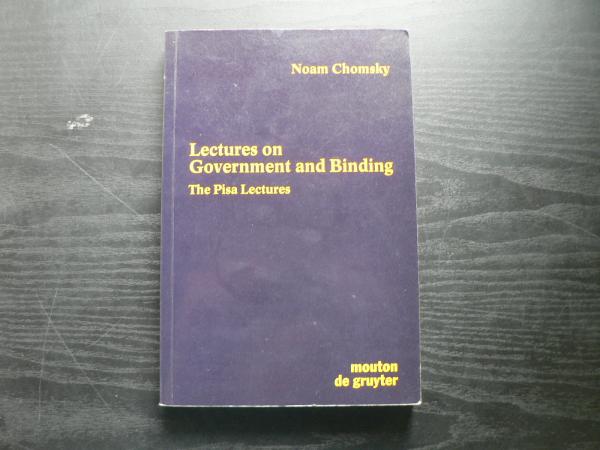 Noam Chomsky
Lectures on
Government and Binding
The Pisa Lectures
mouton
de gruyter